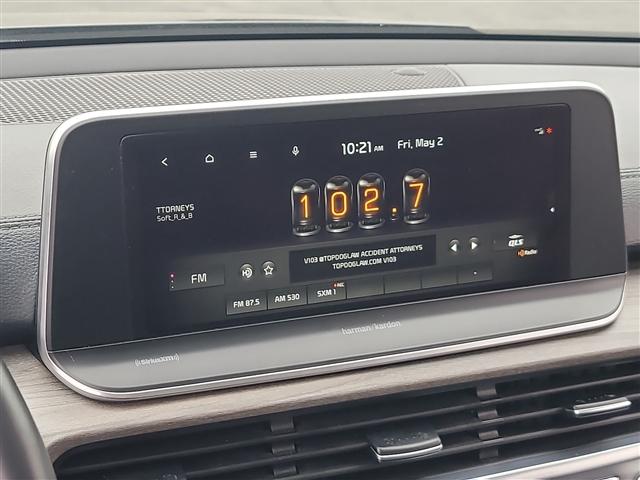 10:21 AM Fri, May 2
102.7
TTORNEYS
Soft_R_&_B
V103 @TOPDOGLAW ACCIDENT ATTORNEYS
TOPDOGLAW.COM V103
QLS
HD Radio
FM
FM 87.5
AM 530
SXM 1
REC
harman/kardon
((SiriusXM))